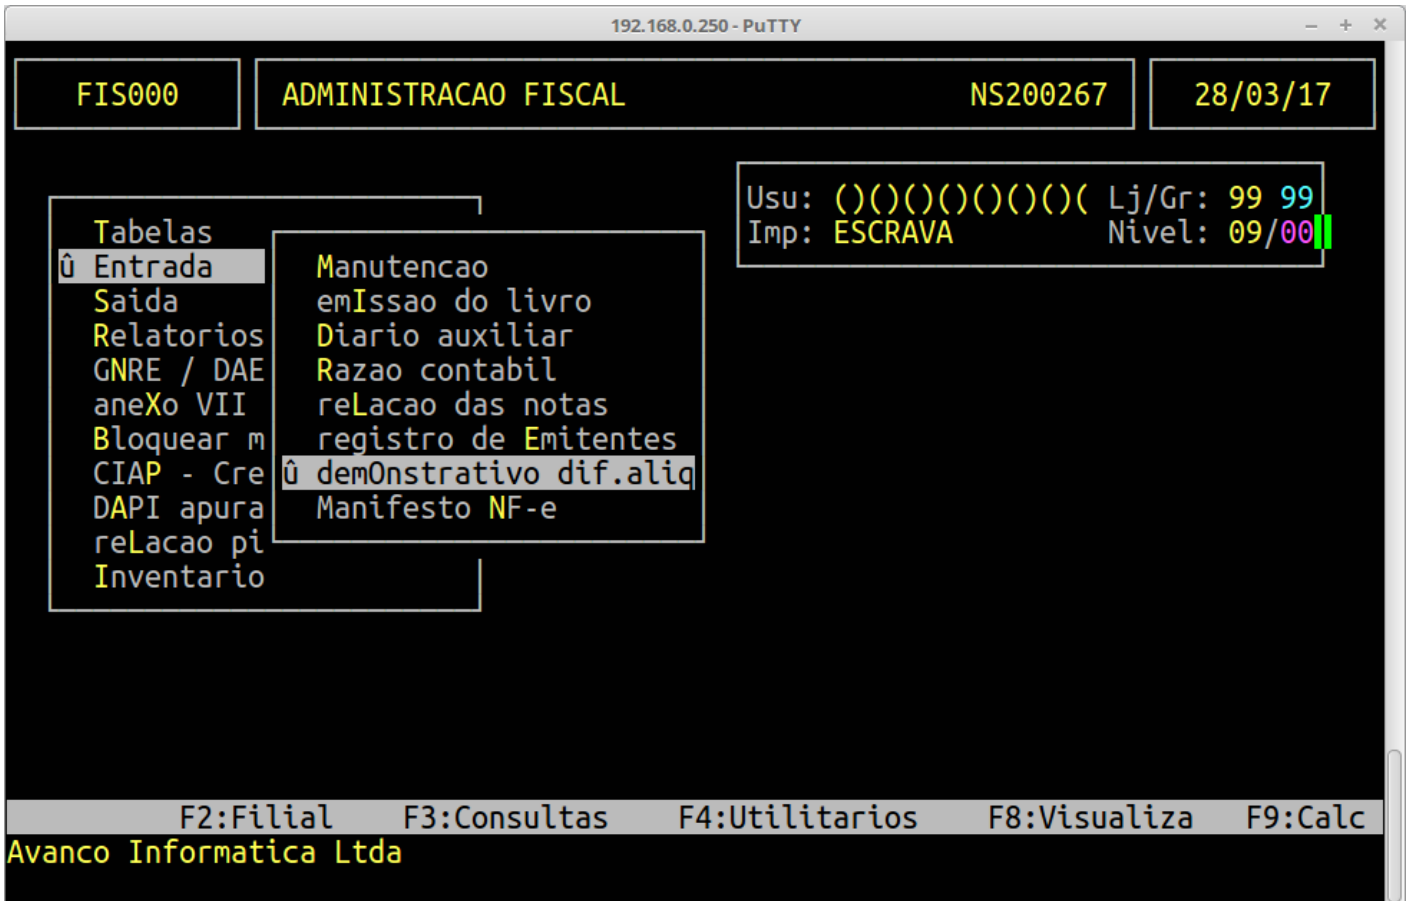 192.168.0.250 - PuTTY
FIS000 ADMINISTRACAO FISCAL NS200267 28/03/17
Usu: ()()()()()()()( Lj/Gr: 99 99
Imp: ESCRAVA Nivel: 09/00
Tabelas
û Entrada
Saida
Relatorios
GNRE / DAE
aneXo VII
Bloquear m
CIAP - Cre
DAPI apura
reLacao pi
Inventario
Manutencao
emIssao do livro
Diario auxiliar
Razao contabil
reLacao das notas
registro de Emitentes
û demOnstrativo dif.aliq
Manifesto NF-e
F2:Filial F3:Consultas F4:Utilitarios F8:Visualiza F9:Calc
Avanco Informatica Ltda